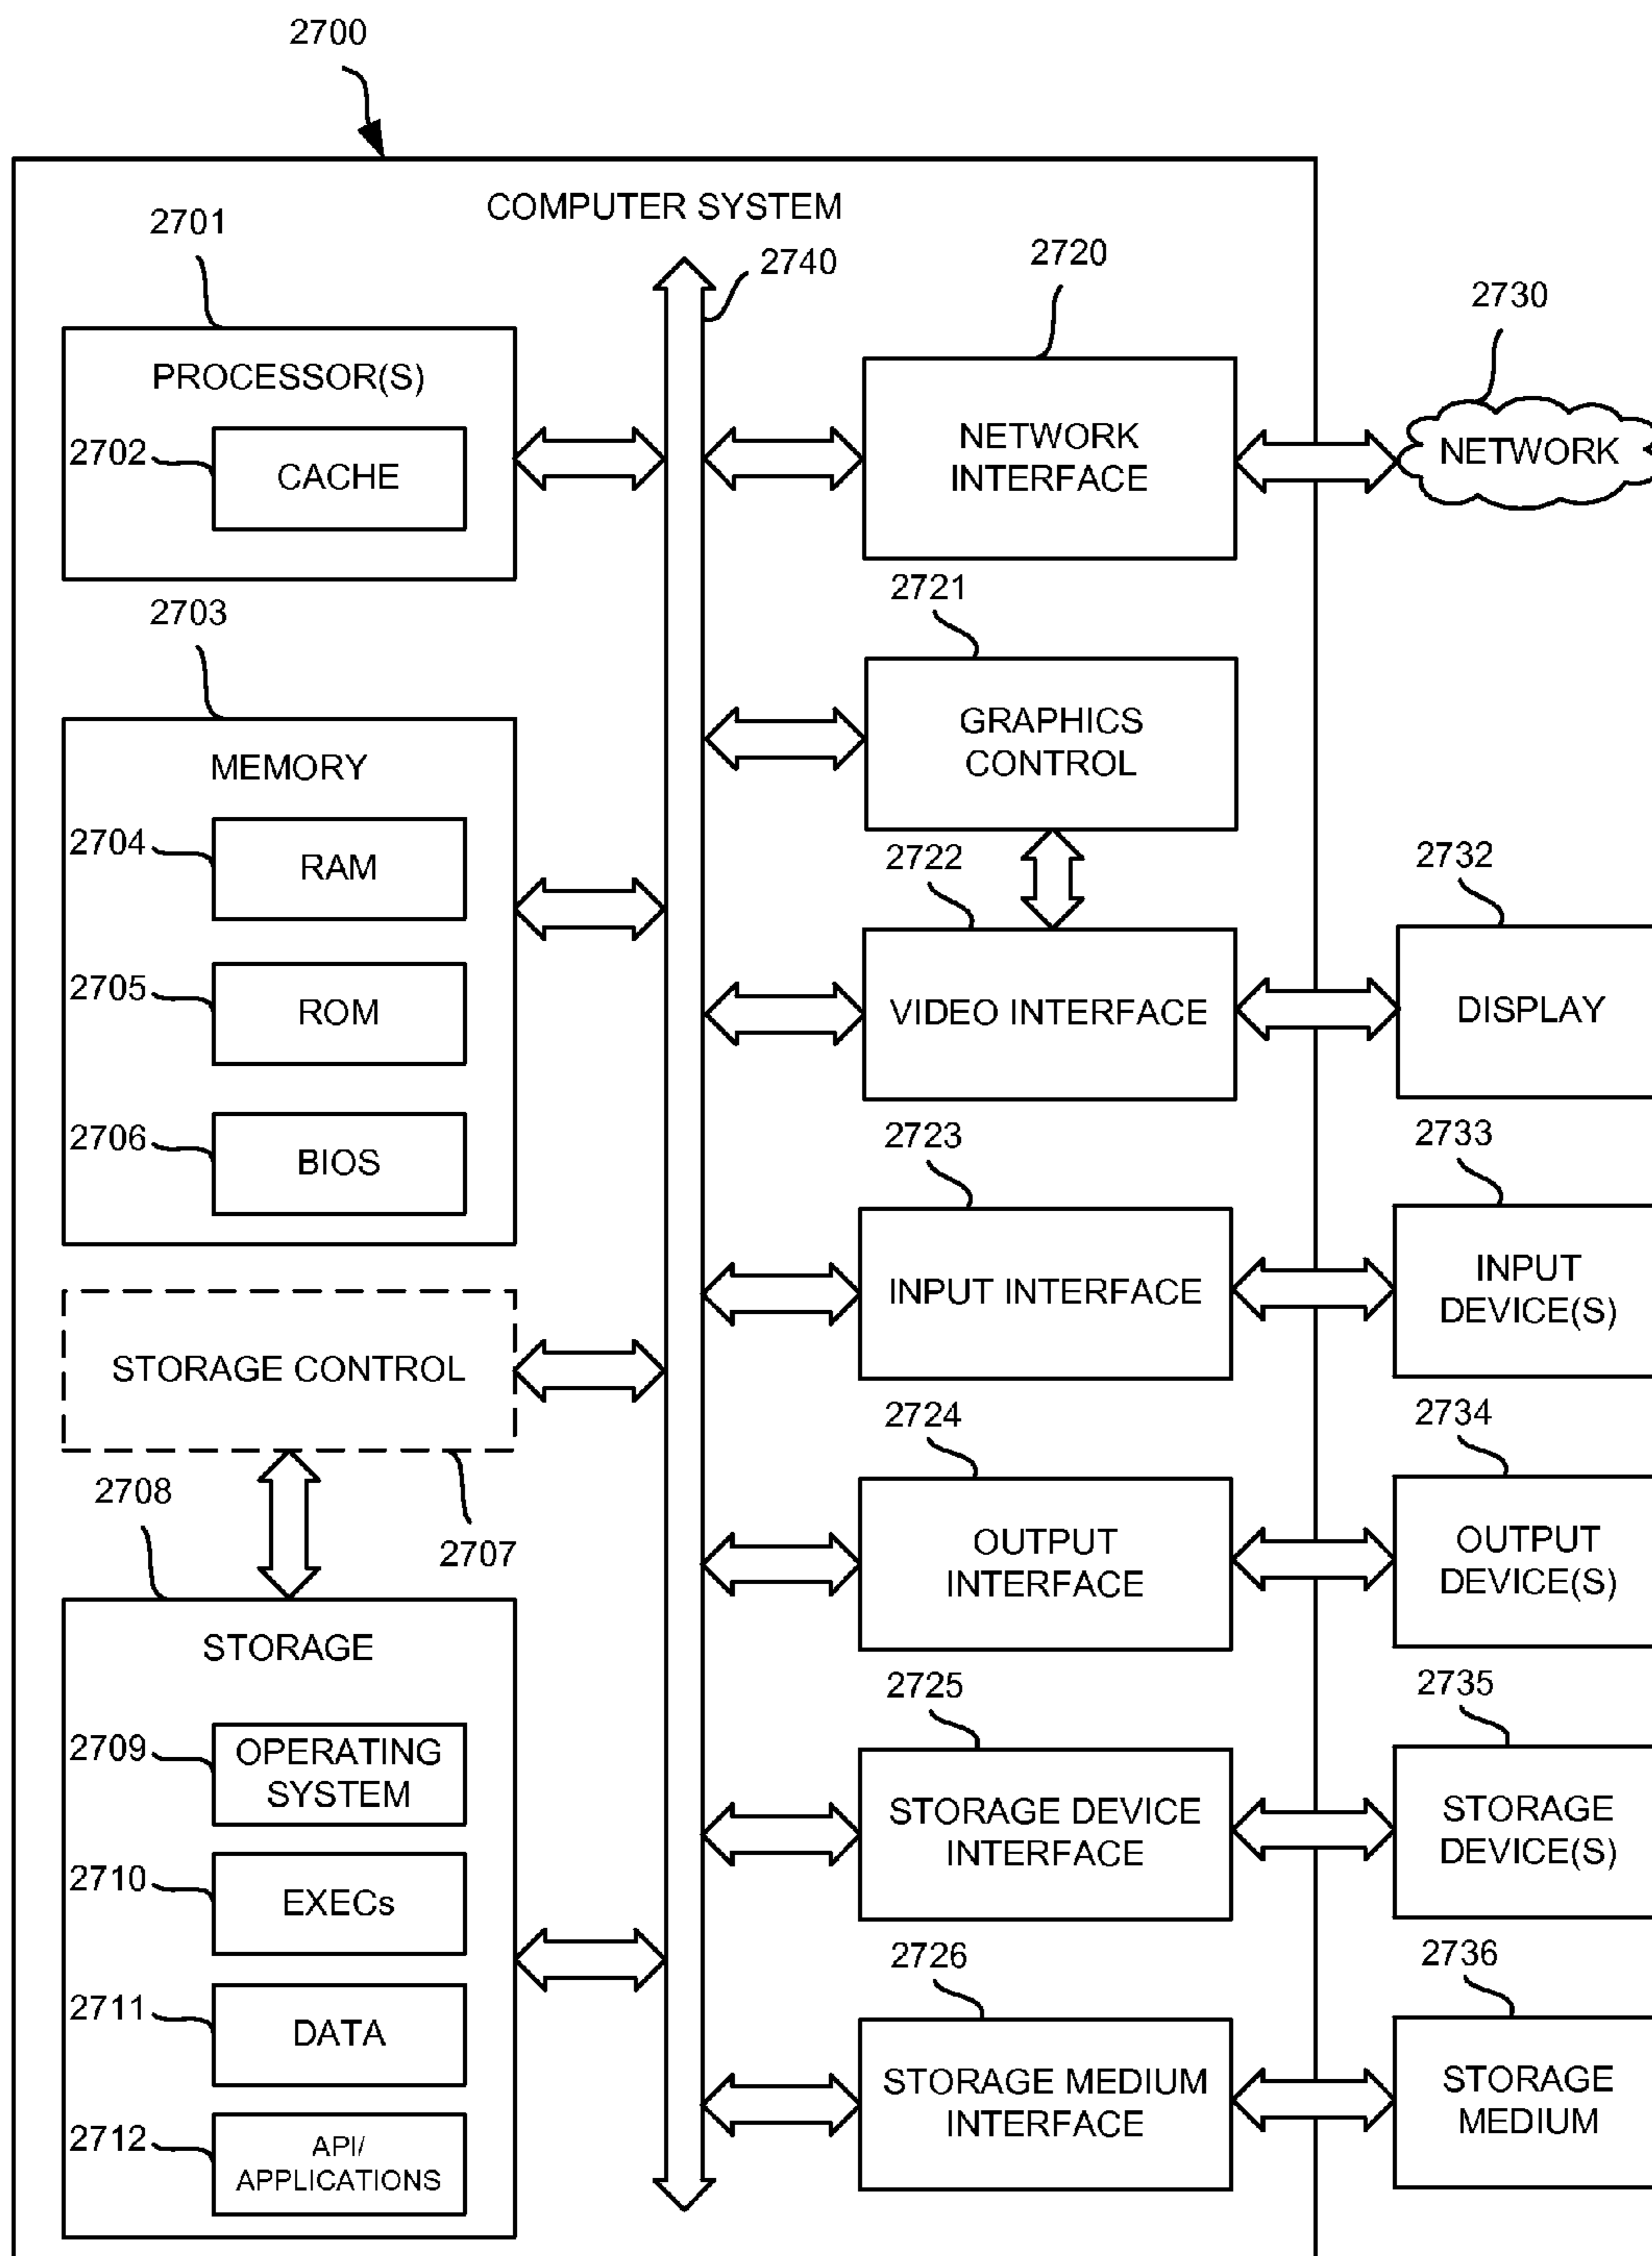 2700
COMPUTER SYSTEM
2701
2740
2720
2730
PROCESSOR(S)
2702
CACHE
NETWORK
INTERFACE
NETWORK
2703
2721
MEMORY
GRAPHICS
CONTROL
2704
RAM
2722
2732
2705
ROM
VIDEO INTERFACE
DISPLAY
2706
BIOS
2723
2733
INPUT INTERFACE
INPUT
DEVICE(S)
STORAGE CONTROL
2707
2724
2734
2708
OUTPUT
INTERFACE
OUTPUT
DEVICE(S)
STORAGE
2725
2735
2709
OPERATING
SYSTEM
STORAGE DEVICE
INTERFACE
STORAGE
DEVICE(S)
2710
EXECs
2726
2736
2711
DATA
STORAGE MEDIUM
INTERFACE
STORAGE
MEDIUM
2712
API/
APPLICATIONS